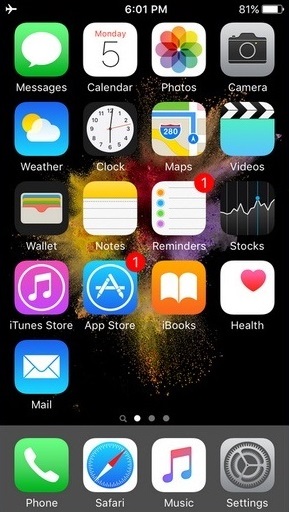 6:01 PM 81%
Monday
5
280
Messages Calendar Photos Camera
Weather Clock Maps Videos
1
Wallet Notes Reminders Stocks
1
iTunes Store App Store iBooks Health
Mail
Phone Safari Music Settings